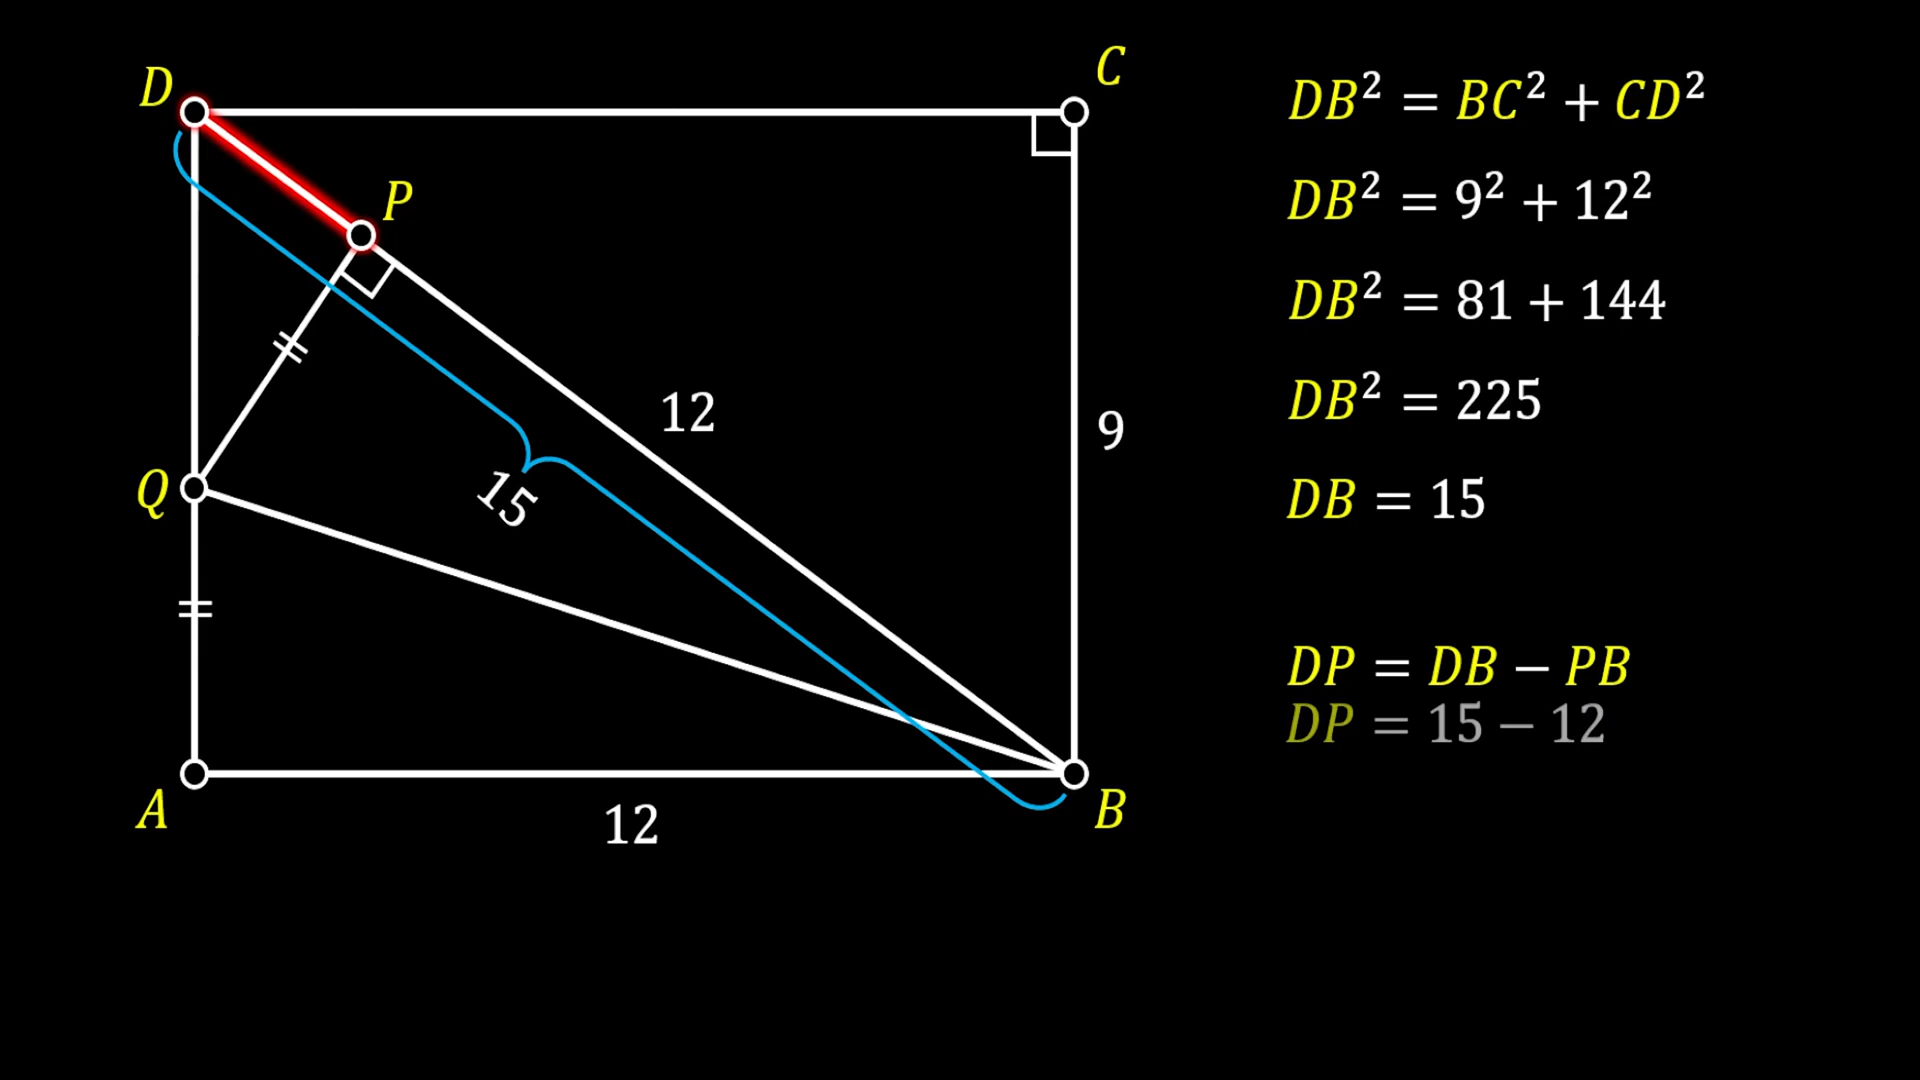 D
C
P
12
9
Q
15
A
B
12
DB² = BC² + CD²
DB² = 9² + 12²
DB² = 81 + 144
DB² = 225
DB = 15
DP = DB − PB
DP = 15 − 12